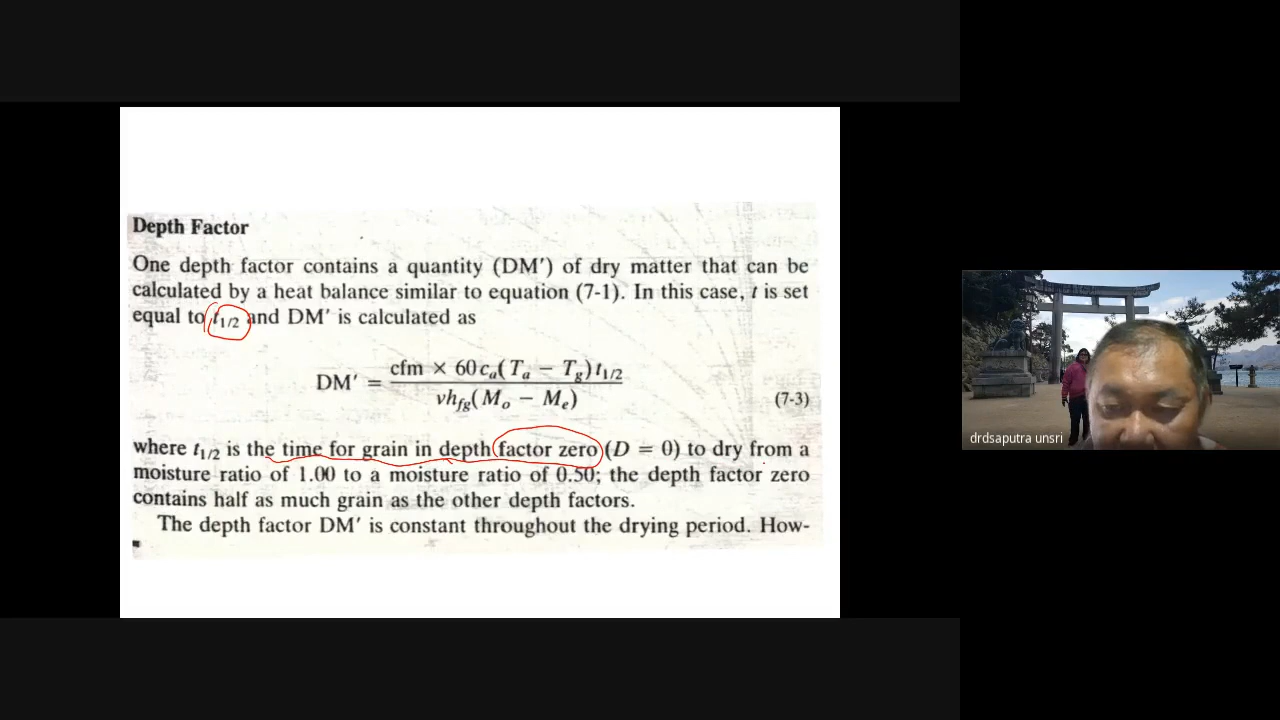 Depth Factor
One depth factor contains a quantity (DM′) of dry matter that can be
calculated by a heat balance similar to equation (7-1). In this case, t is set
equal to t1/2 and DM′ is calculated as
DM′ = cfm × 60ca(Ta − Tg)t1/2 / vhfg(Mo − Me) (7-3)
where t1/2 is the time for grain in depth factor zero (D = 0) to dry from a
moisture ratio of 1.00 to a moisture ratio of 0.50; the depth factor zero
contains half as much grain as the other depth factors.
The depth factor DM′ is constant throughout the drying period. How-
drdsaputra unsri